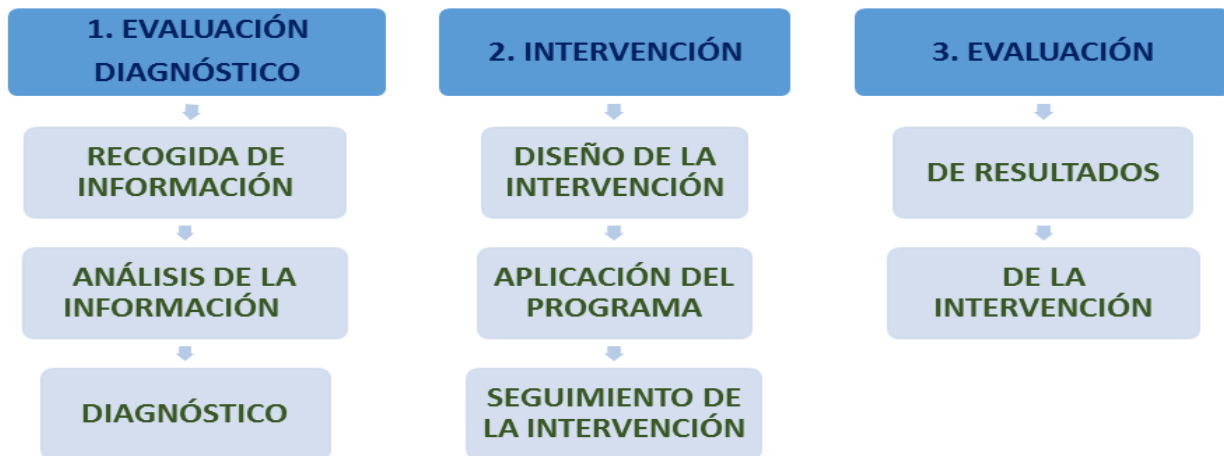 1. EVALUACIÓN
DIAGNÓSTICO
RECOGIDA DE
INFORMACIÓN
ANÁLISIS DE LA
INFORMACIÓN
DIAGNÓSTICO
2. INTERVENCIÓN
DISEÑO DE LA
INTERVENCIÓN
APLICACIÓN DEL
PROGRAMA
SEGUIMIENTO DE
LA INTERVENCIÓN
3. EVALUACIÓN
DE RESULTADOS
DE LA
INTERVENCIÓN